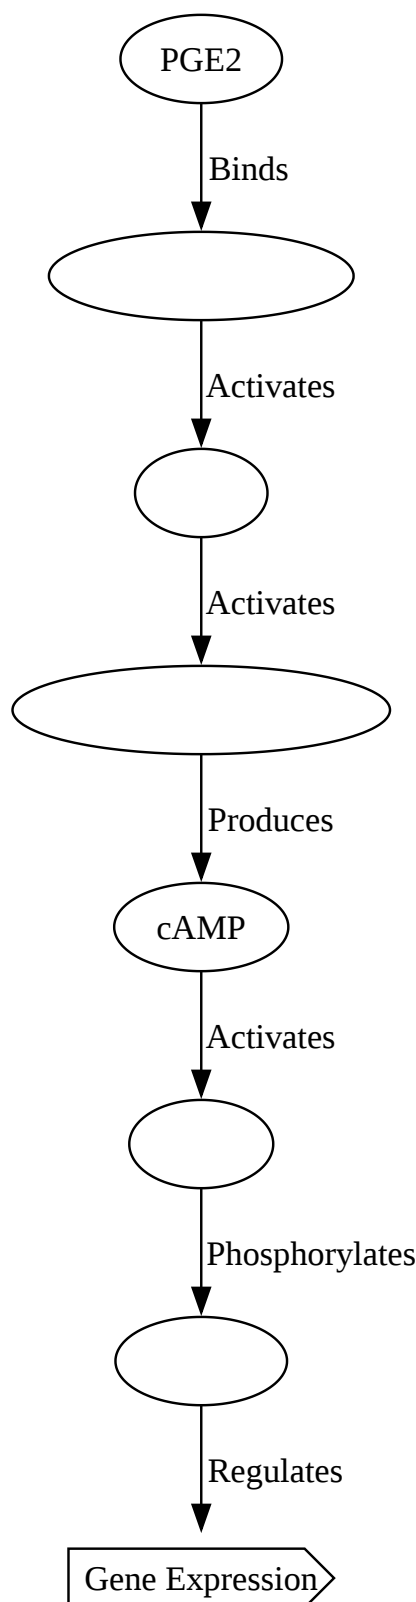 PGE2
Binds
Activates
Activates
Produces
cAMP
Activates
Phosphorylates
Regulates
Gene Expression